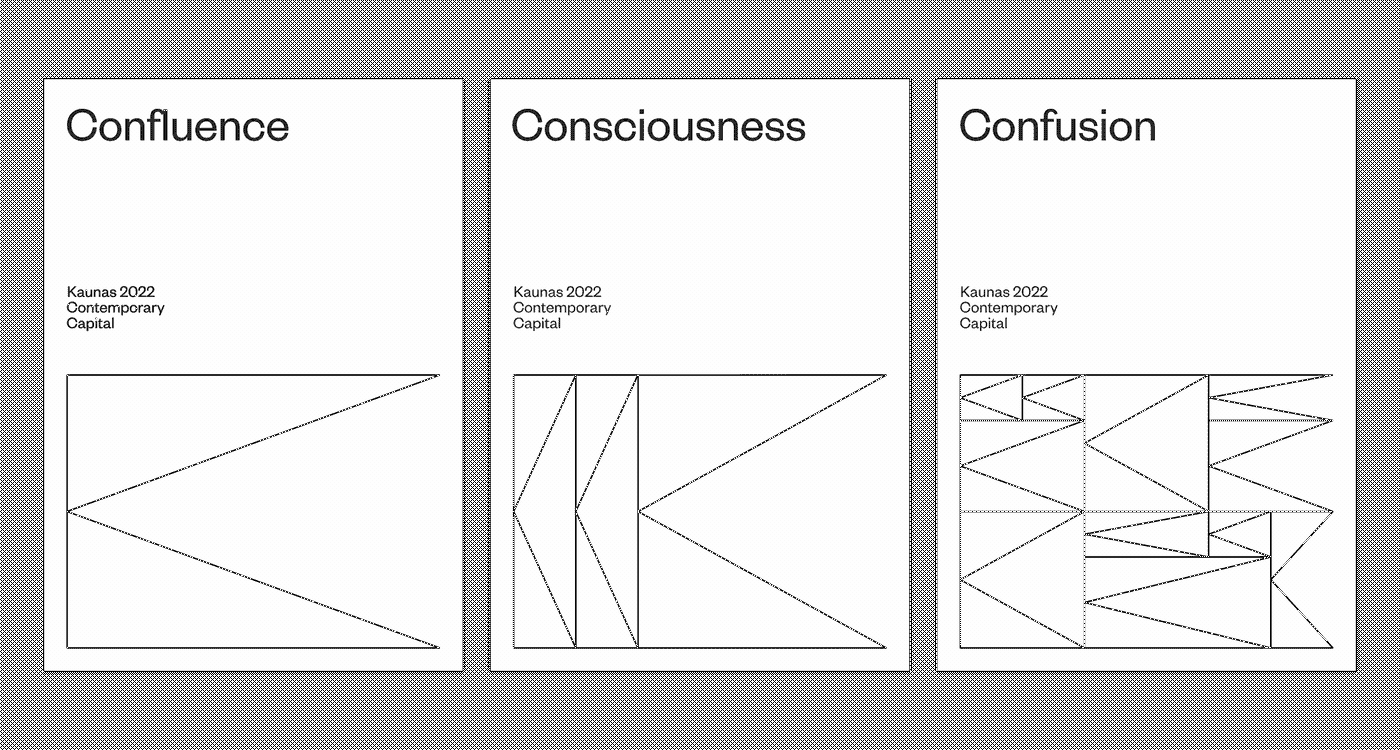 Confluence
Kaunas 2022
Contemporary
Capital
Consciousness
Kaunas 2022
Contemporary
Capital
Confusion
Kaunas 2022
Contemporary
Capital